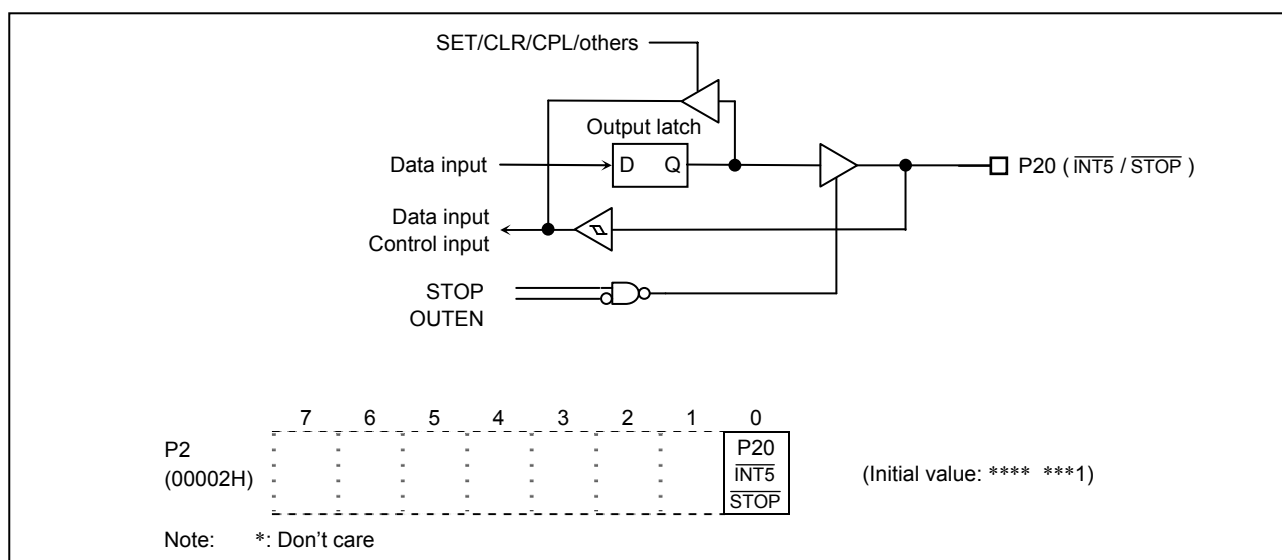 SET/CLR/CPL/others
Output latch
Data input
D Q
P20 ( INT5 / STOP )
Data input
Control input
STOP
OUTEN
7 6 5 4 3 2 1 0
P2
(00002H)
P20
INT5
STOP
(Initial value: **** ***1)
Note: *: Don’t care